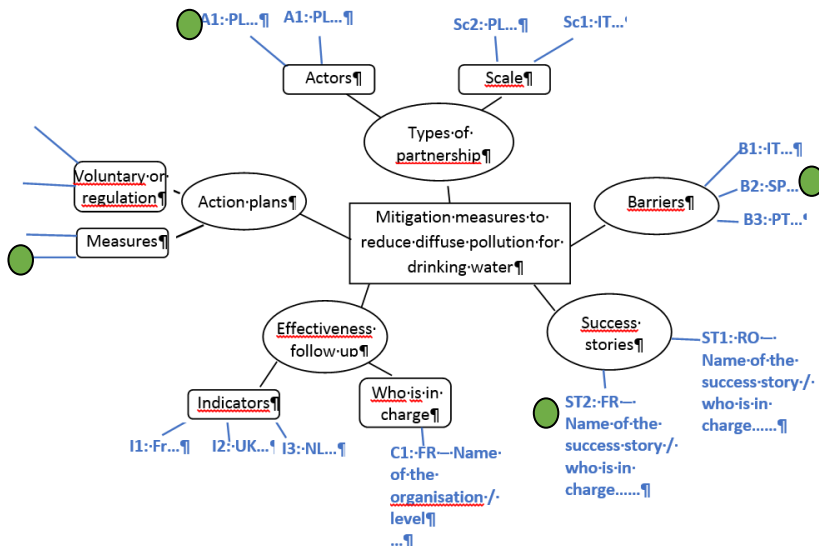 A1:·PL...¶
A1:·PL...¶
Sc2:·PL...¶
Sc1:·IT...
Actors¶
Scale¶
Types·of·
partnership¶
Voluntary·or·
regulation¶
Measures¶
Action·plans¶
Mitigation·measures·to·
reduce·diffuse·pollution·for·
drinking·water¶
Barriers¶
B1:·IT...¶
B2:·SP...
B3:·PT...
Effectiveness·
follow·up¶
Indicators¶
Who·is·in·
charge¶
I1:·Fr...¶
I2:·UK...
I3:·NL...¶
C1:·FR·–·Name·
of·the·
organisation·/·
level¶
...¶
Success·
stories¶
ST1:·RO–·
Name·of·the·
success·story·/·
who·is·in·
charge......¶
ST2:·FR·–·
Name·of·the·
success·story·/·
who·is·in·
charge......¶